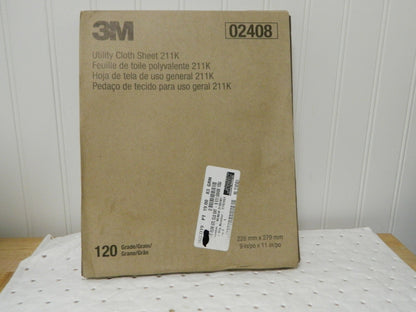 3M
02408
Utility Cloth Sheet 211K
Feuille de toile polyvalente 211K
Hoja de tela de uso general 211K
Pedaço de tecido para uso geral 211K
120 Grade/Grain/
Grano/Grão
228 mm x 279 mm
9 in/po x 11 in/po